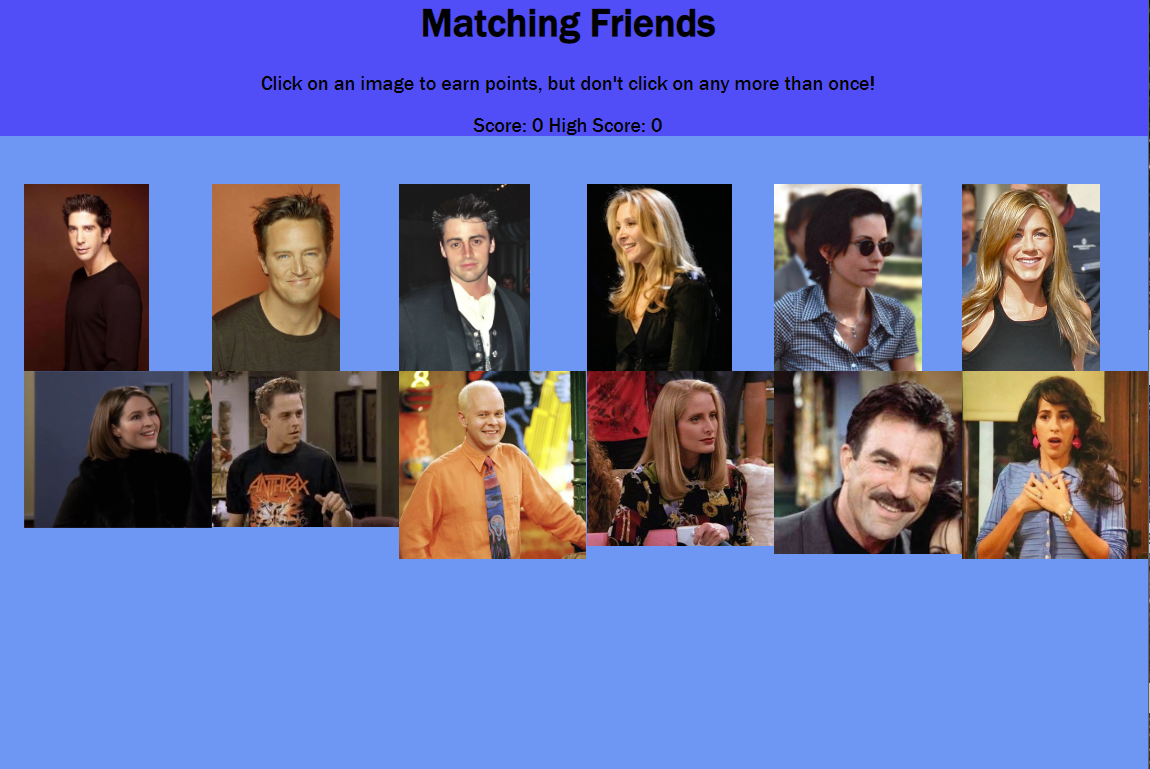 Matching Friends
Click on an image to earn points, but don't click on any more than once!
Score: 0 High Score: 0
ANTHRAX